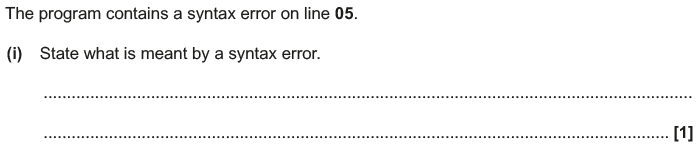 The program contains a syntax error on line 05.
(i) State what is meant by a syntax error.
...................................................................................................................................................
.............................................................................................................................................. [1]